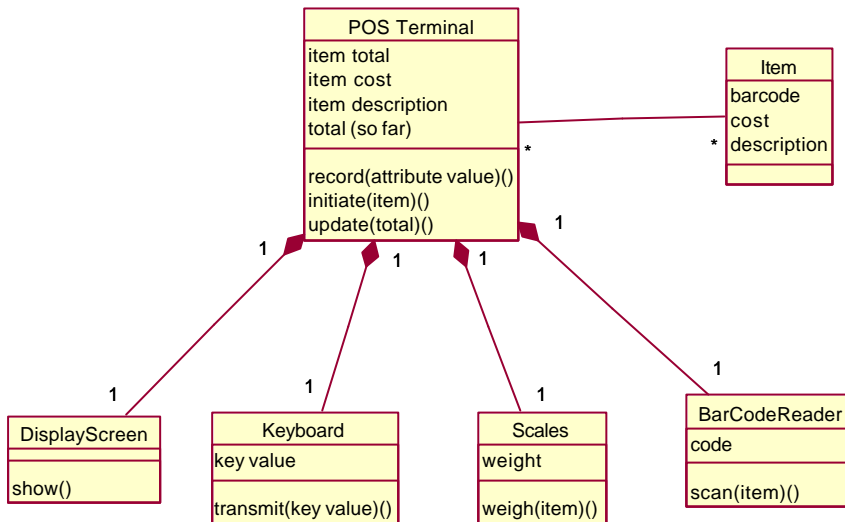 POS Terminal
item total
item cost
item description
total (so far)
record(attribute value)()
initiate(item)()
update(total)()
Item
barcode
cost
description
*
*
1
1
1
1
1
1
1
1
DisplayScreen
show()
Keyboard
key value
transmit(key value)()
Scales
weight
weigh(item)()
BarCodeReader
code
scan(item)()